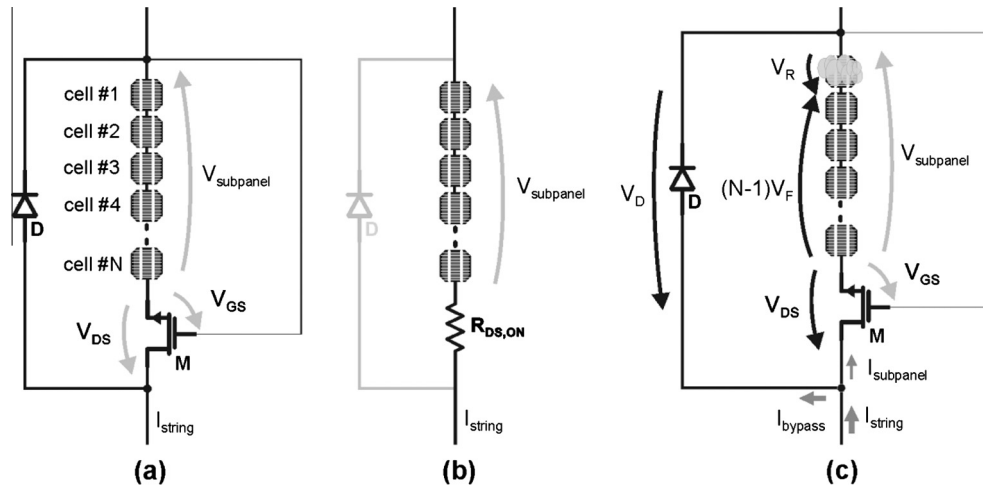 cell #1
cell #2
cell #3
cell #4
cell #N
D
V_subpanel
V_GS
V_DS
M
I_string
(a)
D
V_subpanel
R_DS,ON
I_string
(b)
V_R
V_D
D
(N-1)V_F
V_subpanel
V_GS
V_DS
M
I_subpanel
I_bypass
I_string
(c)